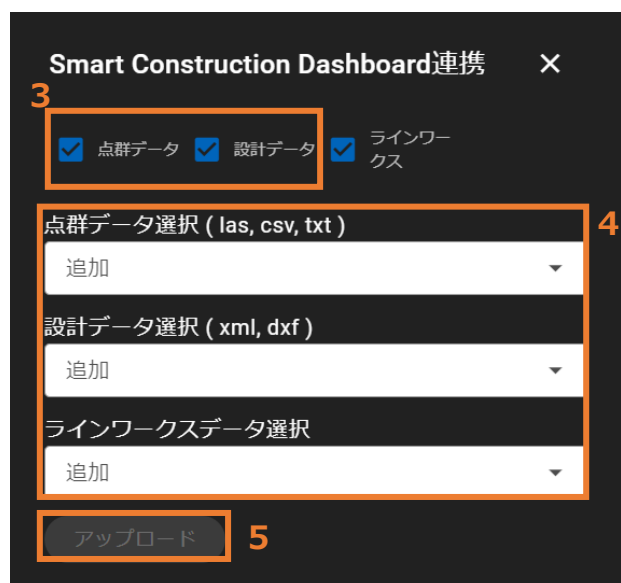 Smart Construction Dashboard連携 ×
3
点群データ 設計データ ラインワー
クス
点群データ選択 ( las, csv, txt ) 4
追加
設計データ選択 ( xml, dxf )
追加
ラインワークスデータ選択
追加
アップロード 5